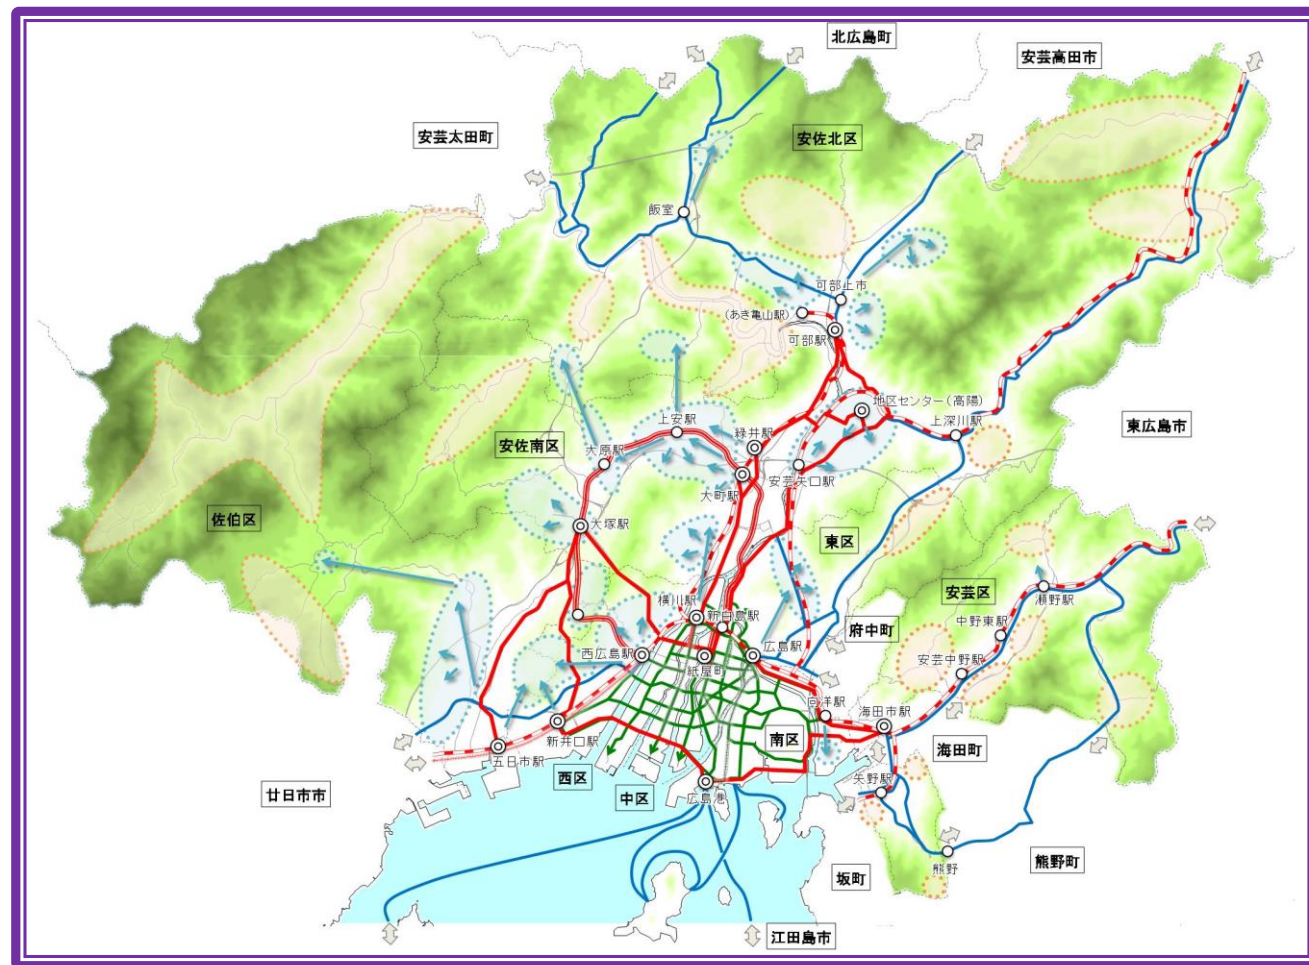 北広島町
安芸高田市
安芸太田町
安佐北区
飯室
可部上市
(あき亀山駅)
可部駅
地区センター(高陽)
上深川駅
東広島市
上安駅
緑井駅
安佐南区
大原駅
大町駅
安芸矢口駅
佐伯区
大塚駅
東区
安芸区
瀬野駅
横川駅
新白島駅
府中町
中野東駅
西広島駅
紙屋町
広島駅
安芸中野駅
向洋駅
海田市駅
新井口駅
南区
海田町
五日市駅
西区
矢野駅
廿日市市
中区
広島港
坂町
熊野
熊野町
江田島市